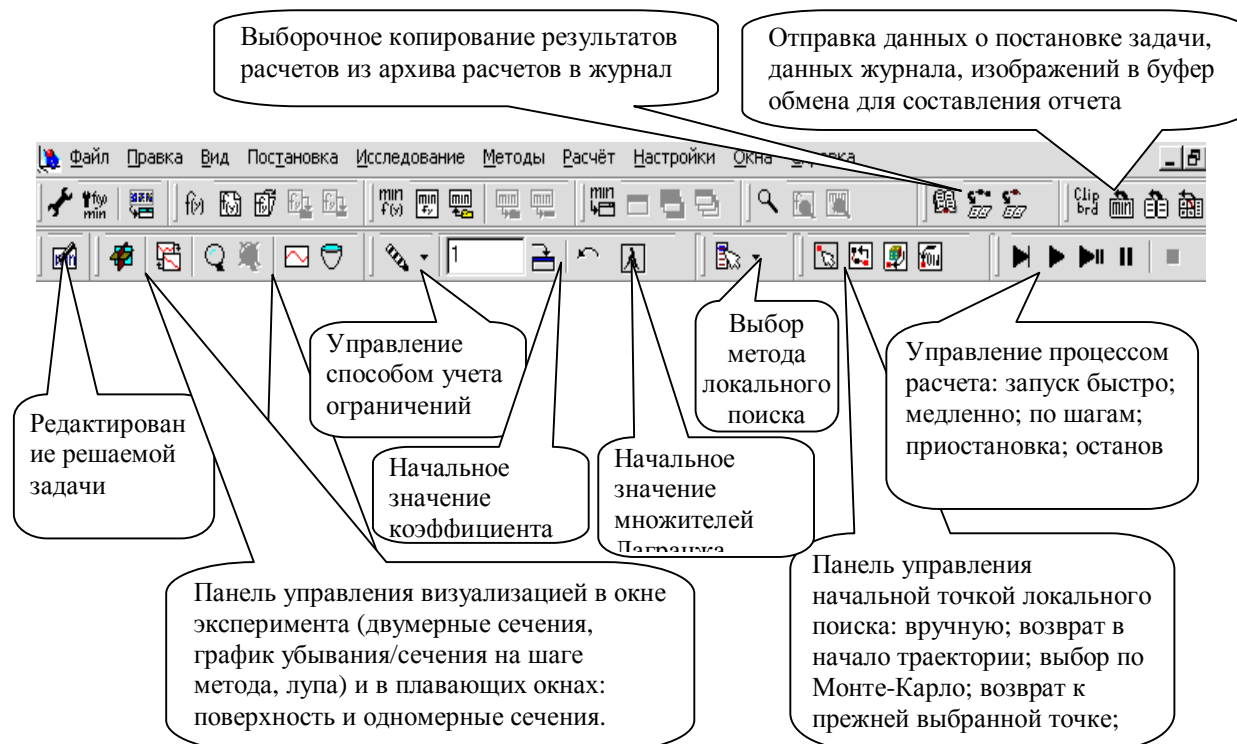 Выборочное копирование результатов
расчетов из архива расчетов в журнал
Отправка данных о постановке задачи,
данных журнала, изображений в буфер
обмена для составления отчета
Файл Правка Вид Постановка Исследование Методы Расчёт Настройки Окна
min
f(x)
min
f(x)
min
Clip
brd
min
1
Управление
способом учета
ограничений
Выбор
метода
локального
поиска
Управление процессом
расчета: запуск быстро;
медленно; по шагам;
приостановка; останов
Редактирован
ие решаемой
задачи
Начальное
значение
коэффициента
Начальное
значение
множителей
Лагранжа
Панель управления визуализацией в окне
эксперимента (двумерные сечения,
график убывания/сечения на шаге
метода, лупа) и в плавающих окнах:
поверхность и одномерные сечения.
Панель управления
начальной точкой локального
поиска: вручную; возврат в
начало траектории; выбор по
Монте-Карло; возврат к
прежней выбранной точке;